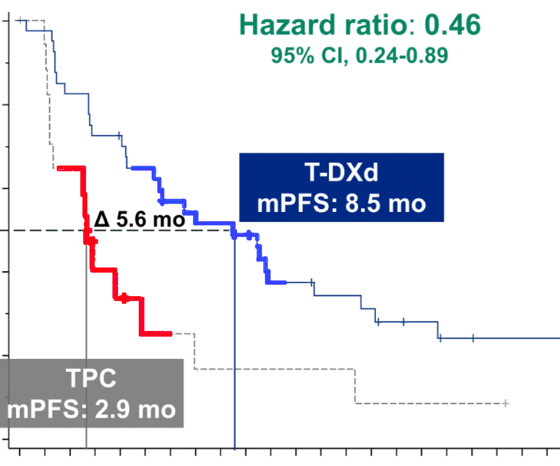 Hazard ratio: 0.46
95% CI, 0.24-0.89
T-DXd
mPFS: 8.5 mo
Δ 5.6 mo
TPC
mPFS: 2.9 mo